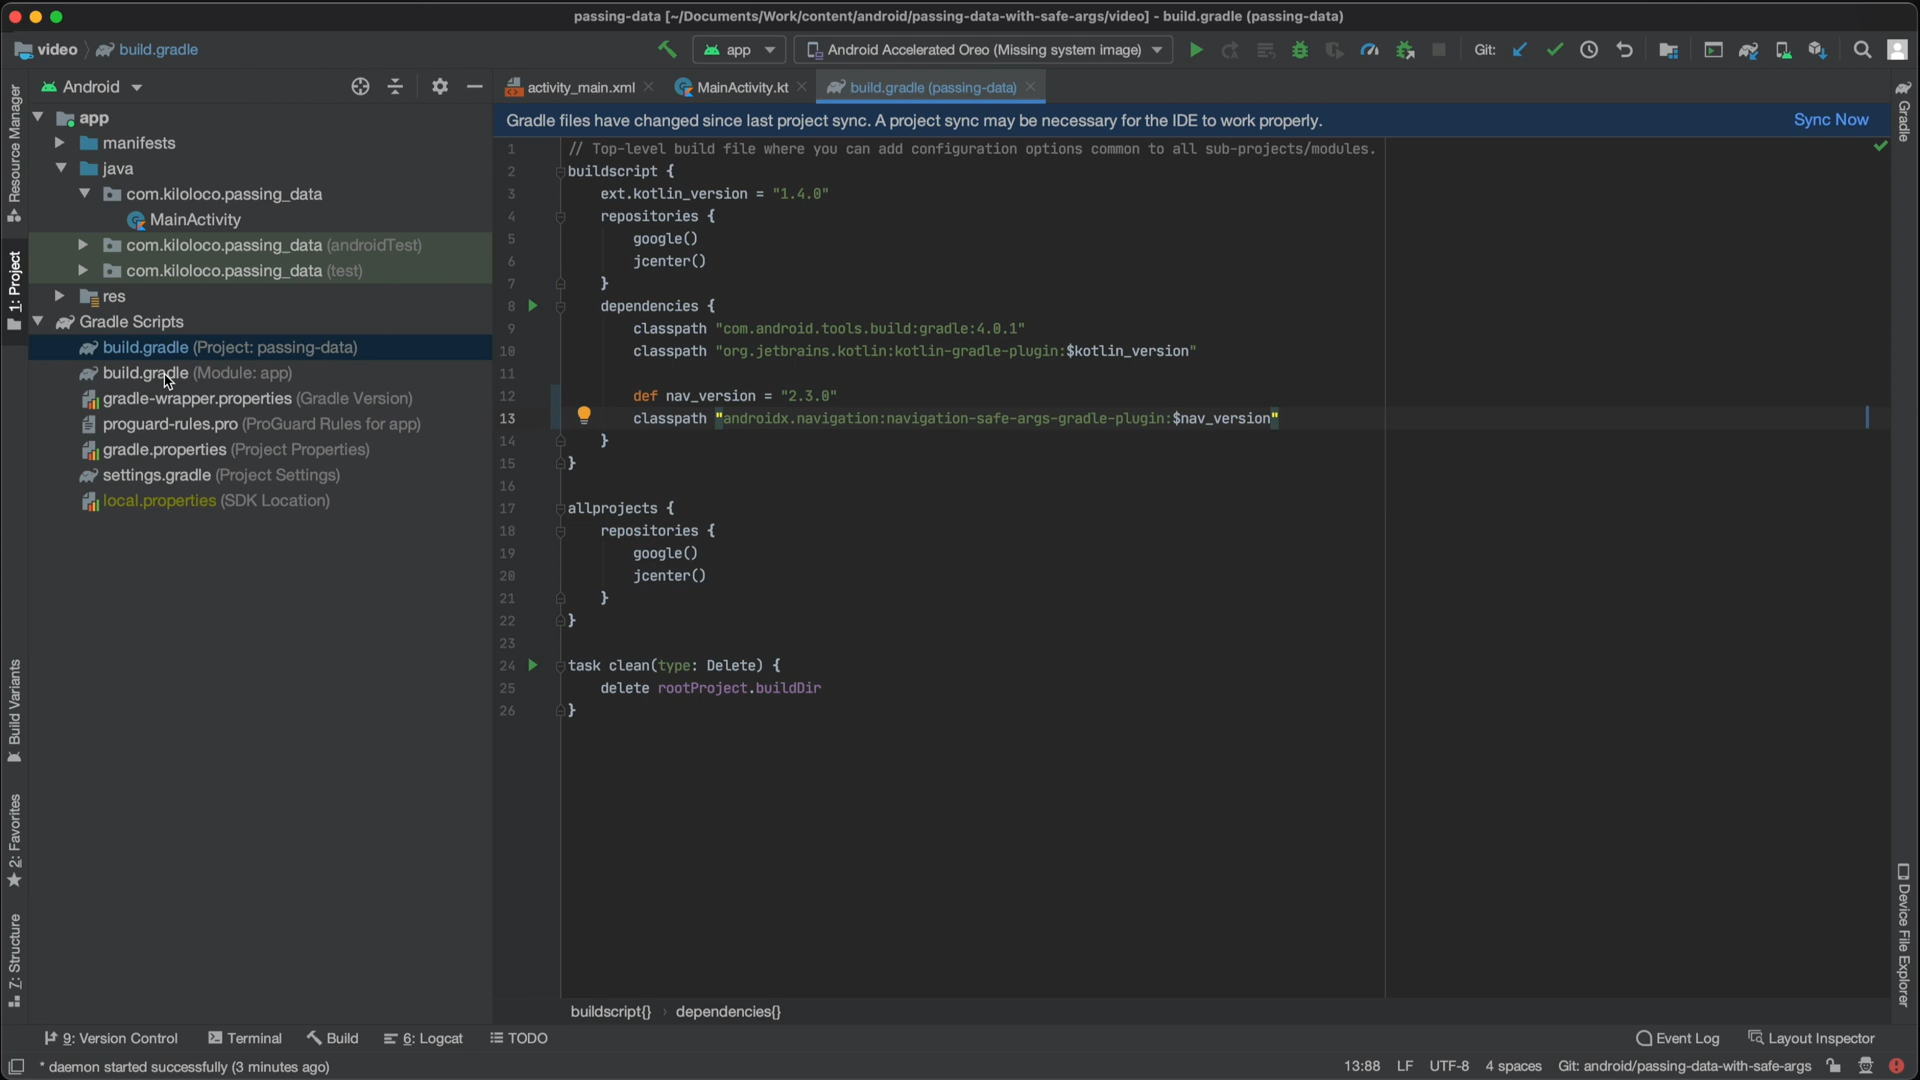 passing-data [~/Documents/Work/content/android/passing-data-with-safe-args/video] - build.gradle (passing-data)
video build.gradle
app
Android Accelerated Oreo (Missing system image)
Git:
Android
activity_main.xml
MainActivity.kt
build.gradle (passing-data)
Gradle files have changed since last project sync. A project sync may be necessary for the IDE to work properly.
Sync Now
Resource Manager
1: Project
Build Variants
2: Favorites
7: Structure
app
manifests
java
com.kiloloco.passing_data
MainActivity
com.kiloloco.passing_data (androidTest)
com.kiloloco.passing_data (test)
res
Gradle Scripts
build.gradle (Project: passing-data)
build.gradle (Module: app)
gradle-wrapper.properties (Gradle Version)
proguard-rules.pro (ProGuard Rules for app)
gradle.properties (Project Properties)
settings.gradle (Project Settings)
local.properties (SDK Location)
1 // Top-level build file where you can add configuration options common to all sub-projects/modules.
2 buildscript {
3 ext.kotlin_version = "1.4.0"
4 repositories {
5 google()
6 jcenter()
7 }
8 dependencies {
9 classpath "com.android.tools.build:gradle:4.0.1"
10 classpath "org.jetbrains.kotlin:kotlin-gradle-plugin:$kotlin_version"
11
12 def nav_version = "2.3.0"
13 classpath "androidx.navigation:navigation-safe-args-gradle-plugin:$nav_version"
14 }
15 }
16
17 allprojects {
18 repositories {
19 google()
20 jcenter()
21 }
22 }
23
24 task clean(type: Delete) {
25 delete rootProject.buildDir
26 }
Gradle
Device File Explorer
buildscript{} › dependencies{}
9: Version Control
Terminal
Build
6: Logcat
TODO
Event Log
Layout Inspector
* daemon started successfully (3 minutes ago)
13:88
LF
UTF-8
4 spaces
Git: android/passing-data-with-safe-args